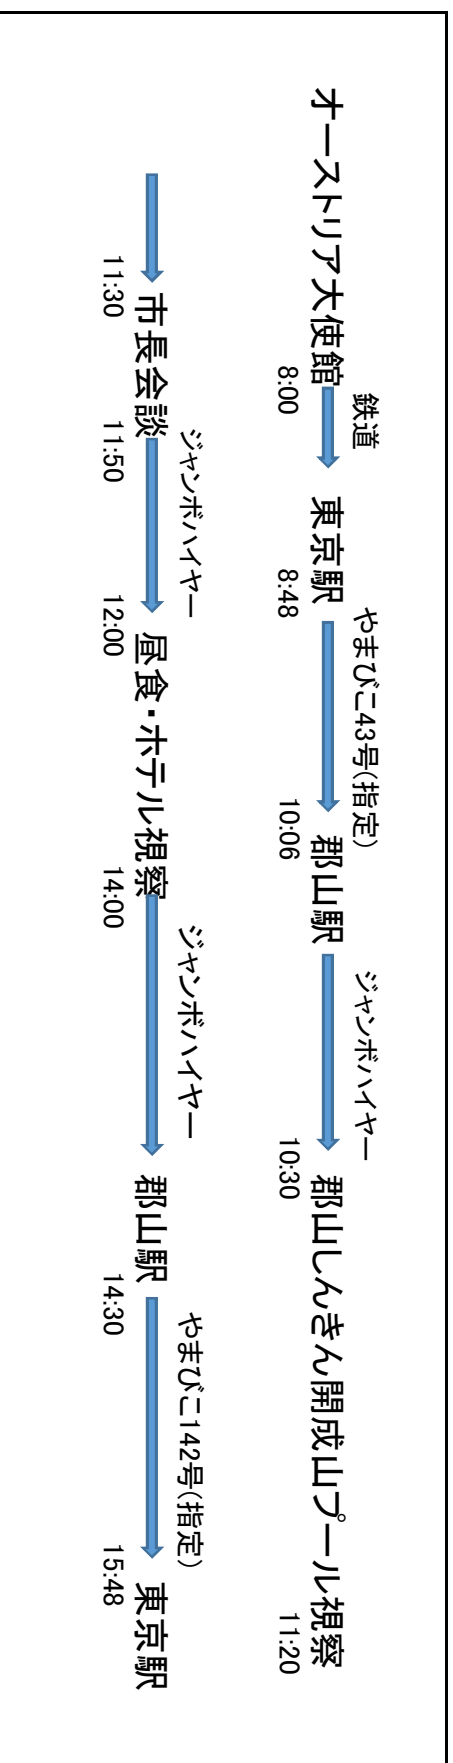 鉄道 やまびこ43号(指定) ジャンボハイヤー
オーストリア大使館 東京駅 郡山駅 郡山しんきん開成山プール視察
8:00 8:48 10:06 10:30 11:20
ジャンボハイヤー ジャンボハイヤー やまびこ142号(指定)
市長会談 昼食・ホテル視察 郡山駅 東京駅
11:30 11:50 12:00 14:00 14:30 15:48